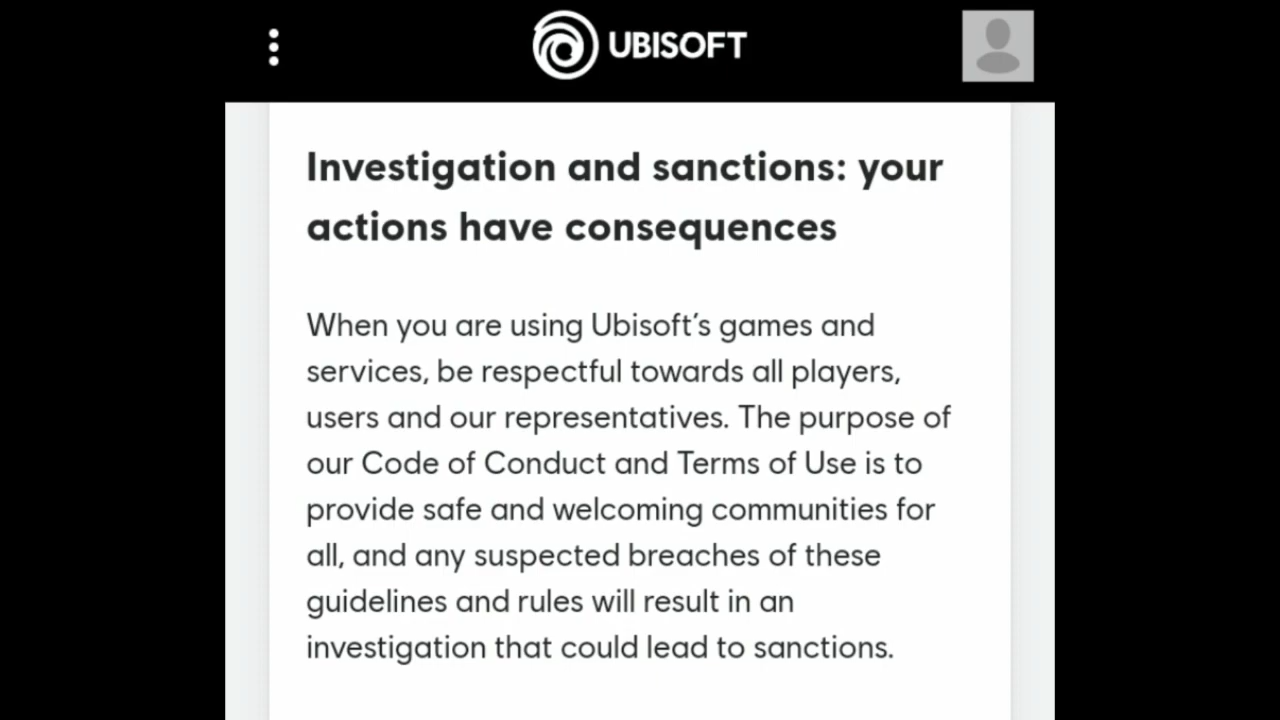 UBISOFT
Investigation and sanctions: your
actions have consequences
When you are using Ubisoft’s games and
services, be respectful towards all players,
users and our representatives. The purpose of
our Code of Conduct and Terms of Use is to
provide safe and welcoming communities for
all, and any suspected breaches of these
guidelines and rules will result in an
investigation that could lead to sanctions.